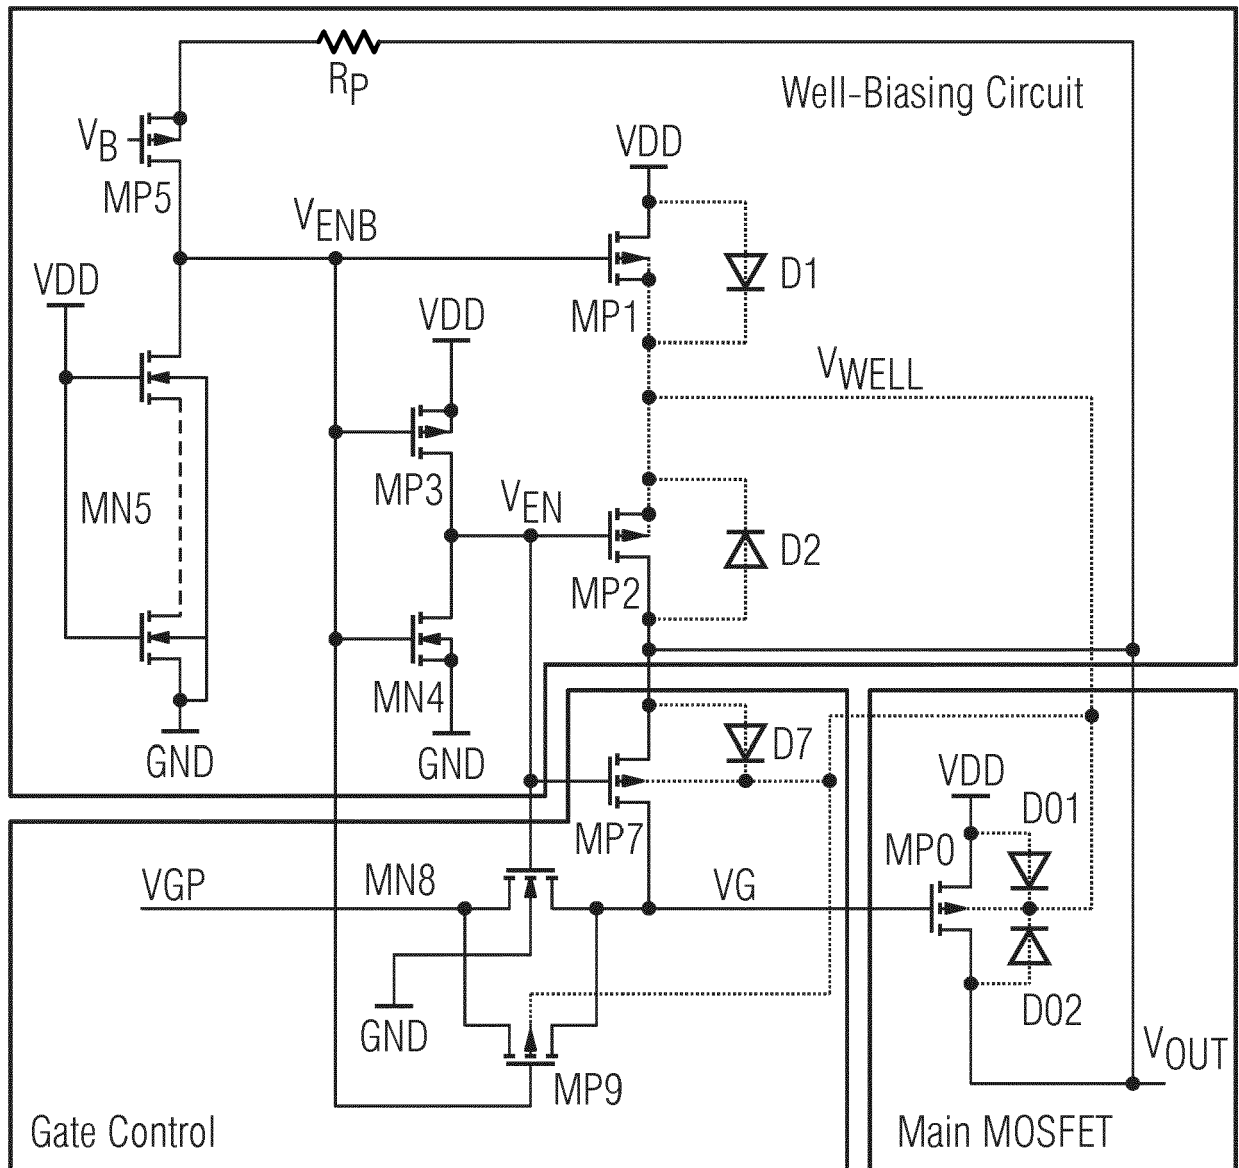 RP
Well-Biasing Circuit
VB
MP5
VDD
VENB
VDD
MP1
D1
VDD
VWELL
MP3
MN5
VEN
MP2
D2
MN4
GND
GND
D7
MP7
VDD
D01
MP0
VGP
MN8
VG
GND
D02
MP9
VOUT
Gate Control
Main MOSFET